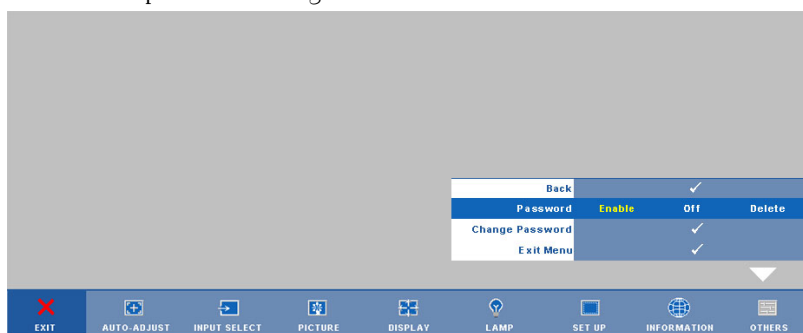 Back
Password Enable Off Delete
Change Password
Exit Menu
EXIT AUTO-ADJUST INPUT SELECT PICTURE DISPLAY LAMP SET UP INFORMATION OTHERS